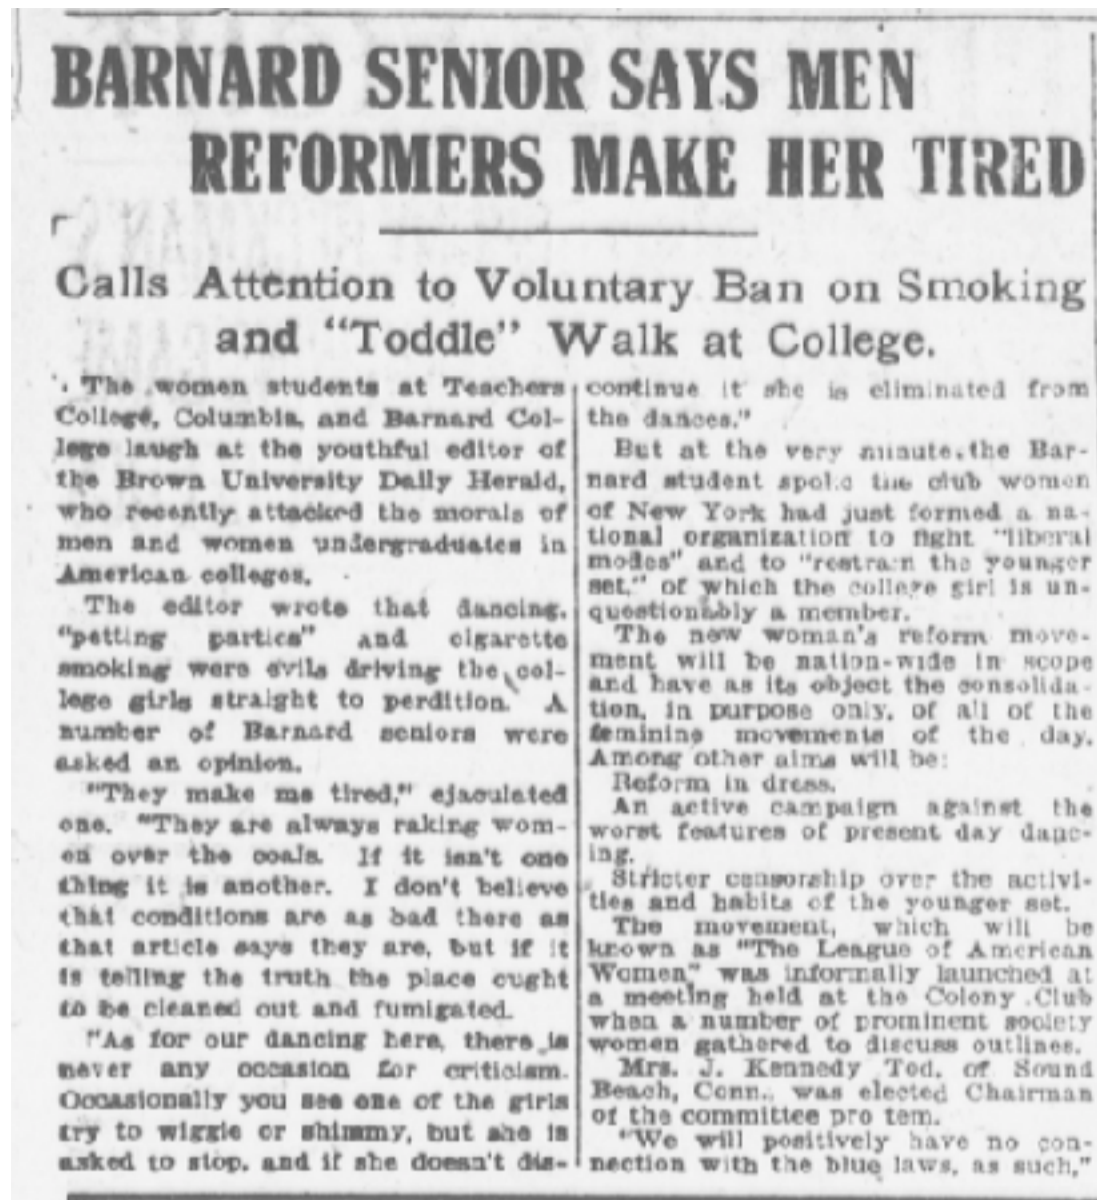 BARNARD SENIOR SAYS MEN
REFORMERS MAKE HER TIRED
Calls Attention to Voluntary Ban on Smoking
and "Toddle" Walk at College.
The women students at Teachers
College, Columbia, and Barnard Col-
lege laugh at the youthful editor of
the Brown University Daily Herald,
who recently attacked the morals of
men and women undergraduates in
American colleges.
The editor wrote that dancing,
"petting parties" and cigarette
smoking were evils driving the col-
lege girls straight to perdition. A
number of Barnard seniors were
asked an opinion.
"They make me tired," ejaculated
one. "They are always raking wom-
en over the coals. If it isn't one
thing it is another. I don't believe
that conditions are as bad there as
that article says they are, but if it
is telling the truth the place ought
to be cleaned out and fumigated.
"As for our dancing here, there is
never any occasion for criticism.
Occasionally you see one of the girls
try to wiggle or shimmy, but she is
asked to stop, and if she doesn't dis-
continue it she is eliminated from
the dances."
But at the very minute the Bar-
nard student spoke the club women
of New York had just formed a na-
tional organization to fight "liberal
modes" and to "restrain the younger
set," of which the college girl is un-
questionably a member.
The new woman's reform move-
ment will be nation-wide in scope
and have as its object the consolida-
tion, in purpose only, of all of the
feminine movements of the day.
Among other aims will be:
Reform in dress.
An active campaign against the
worst features of present day danc-
ing.
Stricter censorship over the activi-
ties and habits of the younger set.
The movement, which will be
known as "The League of American
Women," was informally launched at
a meeting held at the Colony Club
when a number of prominent society
women gathered to discuss outlines.
Mrs. J. Kennedy Tod, of Sound
Beach, Conn., was elected Chairman
of the committee pro tem.
"We will positively have no con-
nection with the blue laws, as such,"